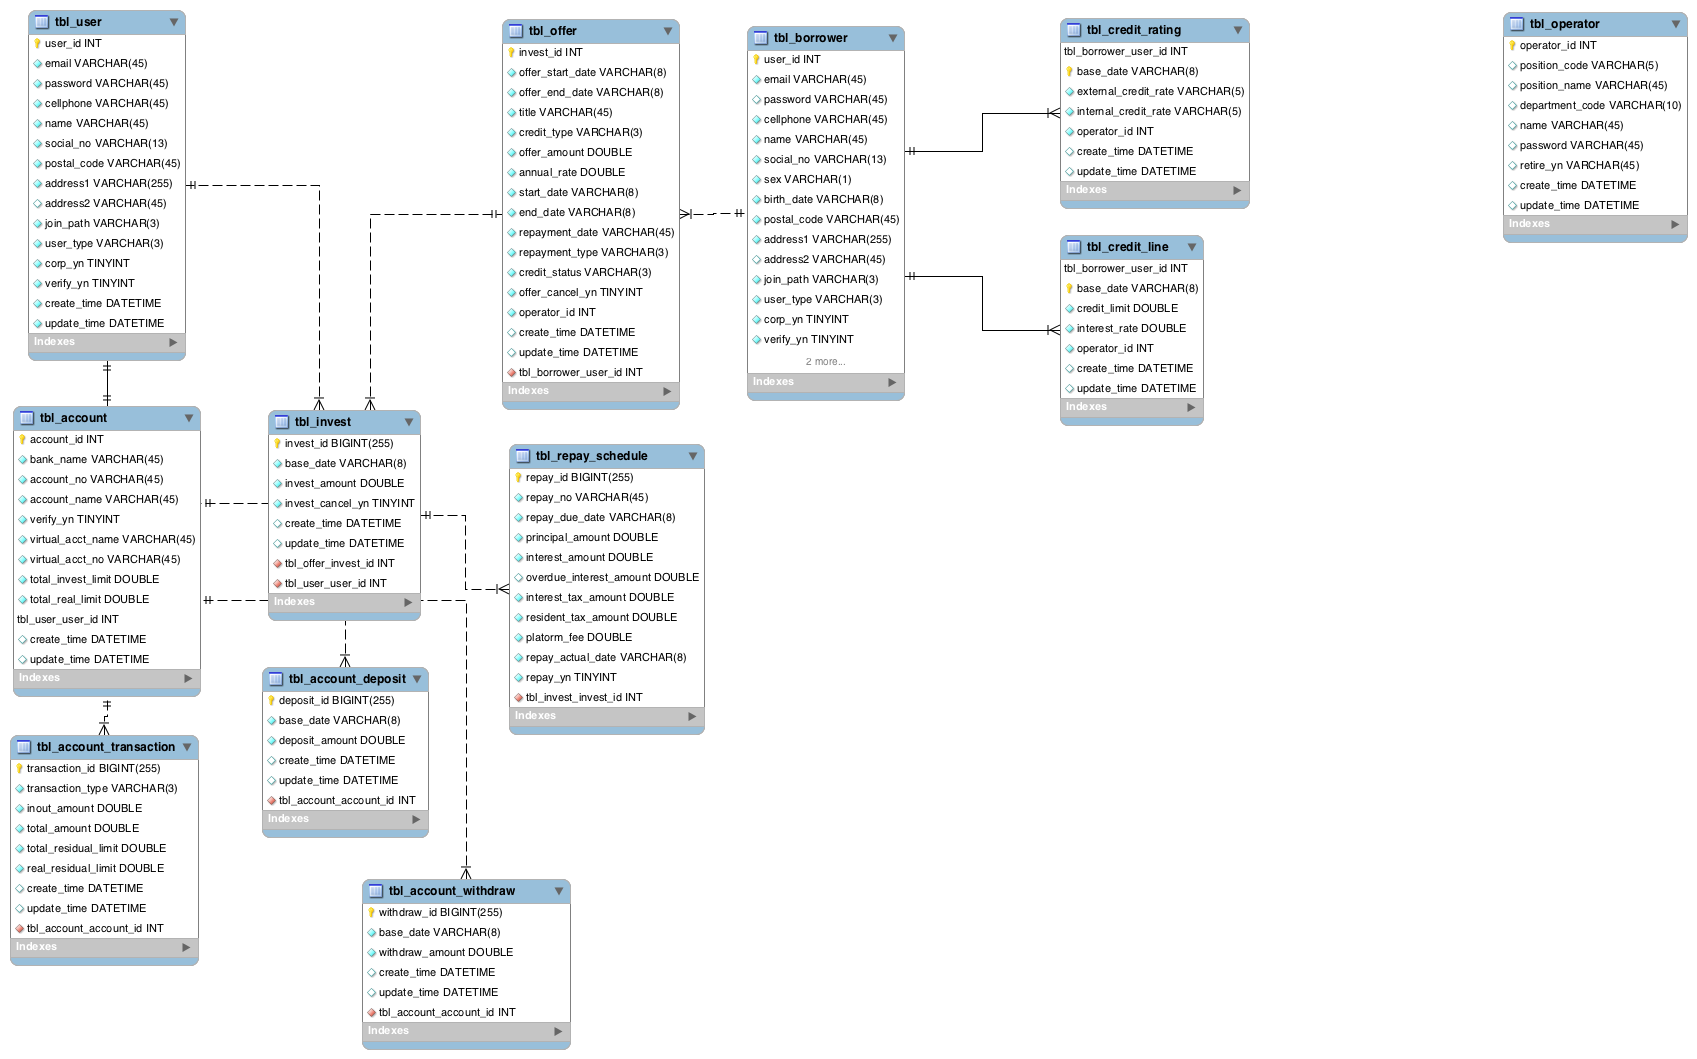 tbl_user
user_id INT
email VARCHAR(45)
password VARCHAR(45)
cellphone VARCHAR(45)
name VARCHAR(45)
social_no VARCHAR(13)
postal_code VARCHAR(45)
address1 VARCHAR(255)
address2 VARCHAR(45)
join_path VARCHAR(3)
user_type VARCHAR(3)
corp_yn TINYINT
verify_yn TINYINT
create_time DATETIME
update_time DATETIME
Indexes
tbl_offer
invest_id INT
offer_start_date VARCHAR(8)
offer_end_date VARCHAR(8)
title VARCHAR(45)
credit_type VARCHAR(3)
offer_amount DOUBLE
annual_rate DOUBLE
start_date VARCHAR(8)
end_date VARCHAR(8)
repayment_date VARCHAR(45)
repayment_type VARCHAR(3)
credit_status VARCHAR(3)
offer_cancel_yn TINYINT
operator_id INT
create_time DATETIME
update_time DATETIME
tbl_borrower_user_id INT
Indexes
tbl_borrower
user_id INT
email VARCHAR(45)
password VARCHAR(45)
cellphone VARCHAR(45)
name VARCHAR(45)
social_no VARCHAR(13)
sex VARCHAR(1)
birth_date VARCHAR(8)
postal_code VARCHAR(45)
address1 VARCHAR(255)
address2 VARCHAR(45)
join_path VARCHAR(3)
user_type VARCHAR(3)
corp_yn TINYINT
verify_yn TINYINT
2 more...
Indexes
tbl_credit_rating
tbl_borrower_user_id INT
base_date VARCHAR(8)
external_credit_rate VARCHAR(5)
internal_credit_rate VARCHAR(5)
operator_id INT
create_time DATETIME
update_time DATETIME
Indexes
tbl_operator
operator_id INT
position_code VARCHAR(5)
position_name VARCHAR(45)
department_code VARCHAR(10)
name VARCHAR(45)
password VARCHAR(45)
retire_yn VARCHAR(45)
create_time DATETIME
update_time DATETIME
Indexes
tbl_credit_line
tbl_borrower_user_id INT
base_date VARCHAR(8)
credit_limit DOUBLE
interest_rate DOUBLE
operator_id INT
create_time DATETIME
update_time DATETIME
Indexes
tbl_account
account_id INT
bank_name VARCHAR(45)
account_no VARCHAR(45)
account_name VARCHAR(45)
verify_yn TINYINT
virtual_acct_name VARCHAR(45)
virtual_acct_no VARCHAR(45)
total_invest_limit DOUBLE
total_real_limit DOUBLE
tbl_user_user_id INT
create_time DATETIME
update_time DATETIME
Indexes
tbl_invest
invest_id BIGINT(255)
base_date VARCHAR(8)
invest_amount DOUBLE
invest_cancel_yn TINYINT
create_time DATETIME
update_time DATETIME
tbl_offer_invest_id INT
tbl_user_user_id INT
Indexes
tbl_repay_schedule
repay_id BIGINT(255)
repay_no VARCHAR(45)
repay_due_date VARCHAR(8)
principal_amount DOUBLE
interest_amount DOUBLE
overdue_interest_amount DOUBLE
interest_tax_amount DOUBLE
resident_tax_amount DOUBLE
platorm_fee DOUBLE
repay_actual_date VARCHAR(8)
repay_yn TINYINT
tbl_invest_invest_id INT
Indexes
tbl_account_deposit
deposit_id BIGINT(255)
base_date VARCHAR(8)
deposit_amount DOUBLE
create_time DATETIME
update_time DATETIME
tbl_account_account_id INT
Indexes
tbl_account_transaction
transaction_id BIGINT(255)
transaction_type VARCHAR(3)
inout_amount DOUBLE
total_amount DOUBLE
total_residual_limit DOUBLE
real_residual_limit DOUBLE
create_time DATETIME
update_time DATETIME
tbl_account_account_id INT
Indexes
tbl_account_withdraw
withdraw_id BIGINT(255)
base_date VARCHAR(8)
withdraw_amount DOUBLE
create_time DATETIME
update_time DATETIME
tbl_account_account_id INT
Indexes